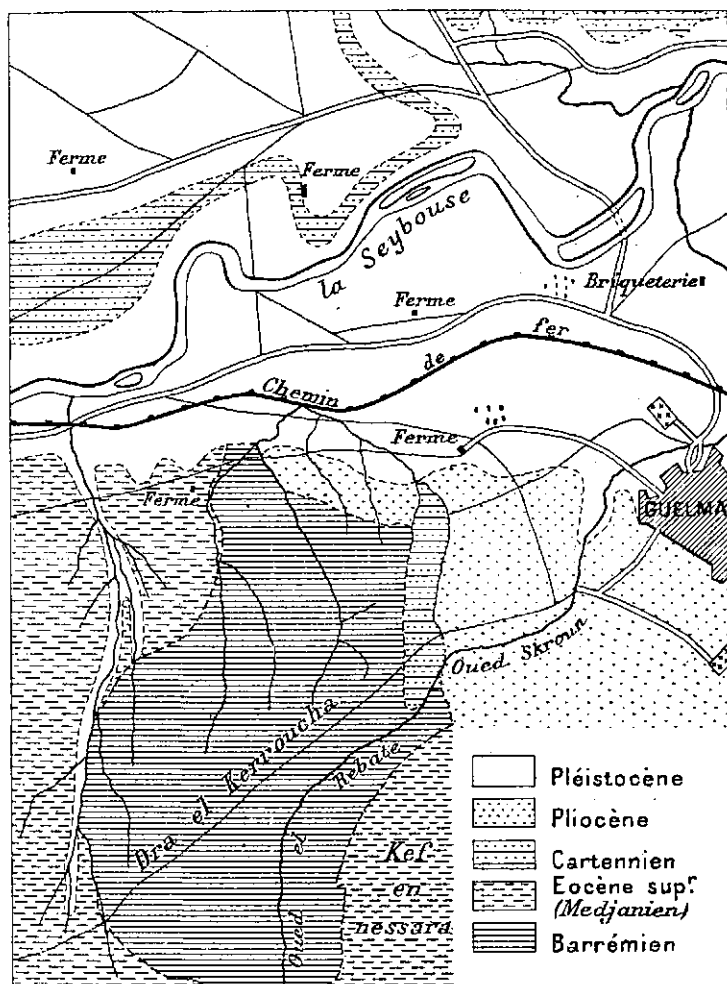 Ferme
Ferme
la Seybouse
Ferme
Briqueterie
Chemin de fer
Ferme
Ferme
GUELMA
Oued Skroun
Dra el Kerroucha
Oued el Rebate
Kef
en
nessara
Pléistocène
Pliocène
Cartennien
Eocène supr.
(Medjanien)
Barrémien